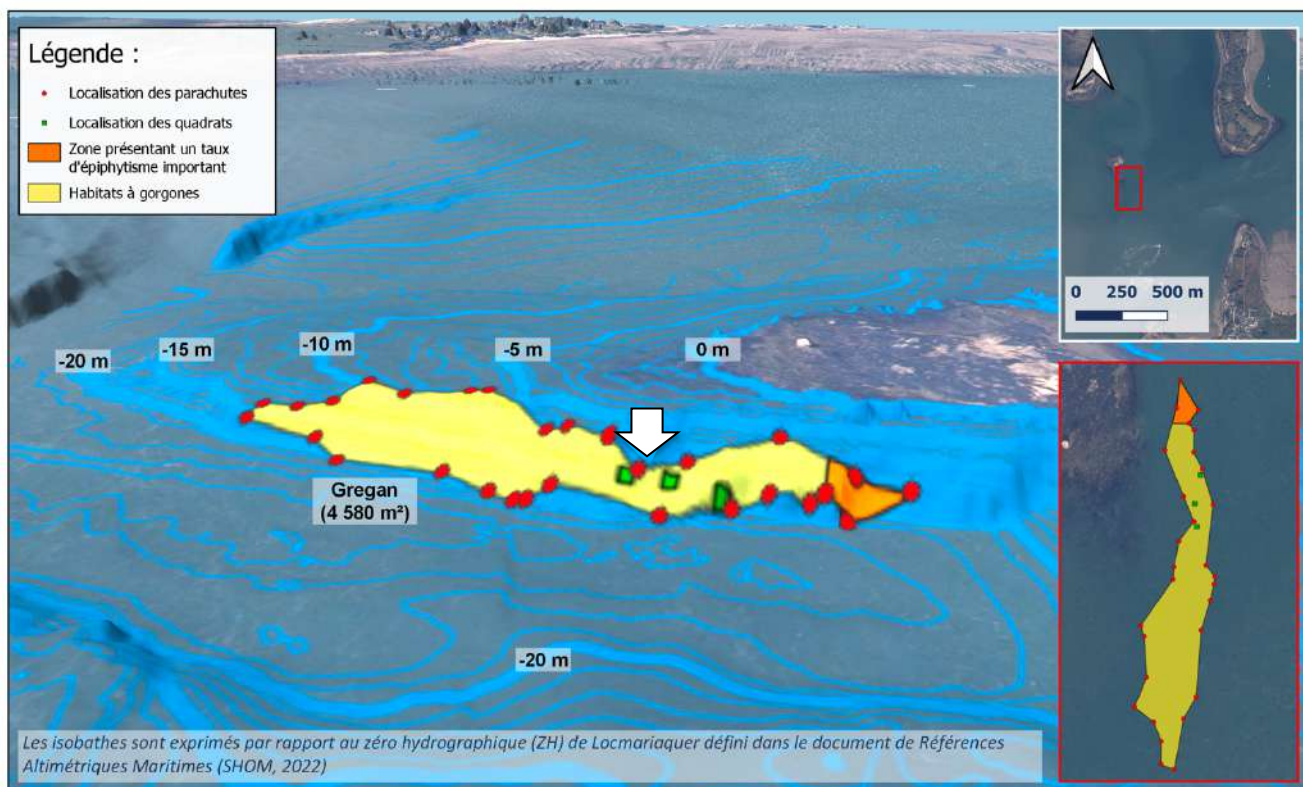 Légende :
Localisation des parachutes
Localisation des quadrats
Zone présentant un taux
d'épiphytisme important
Habitats à gorgones
0 250 500 m
-20 m
-15 m
-10 m
-5 m
0 m
Gregan
(4 580 m²)
-20 m
Les isobathes sont exprimés par rapport au zéro hydrographique (ZH) de Locmariaquer défini dans le document de Références
Altimétriques Maritimes (SHOM, 2022)